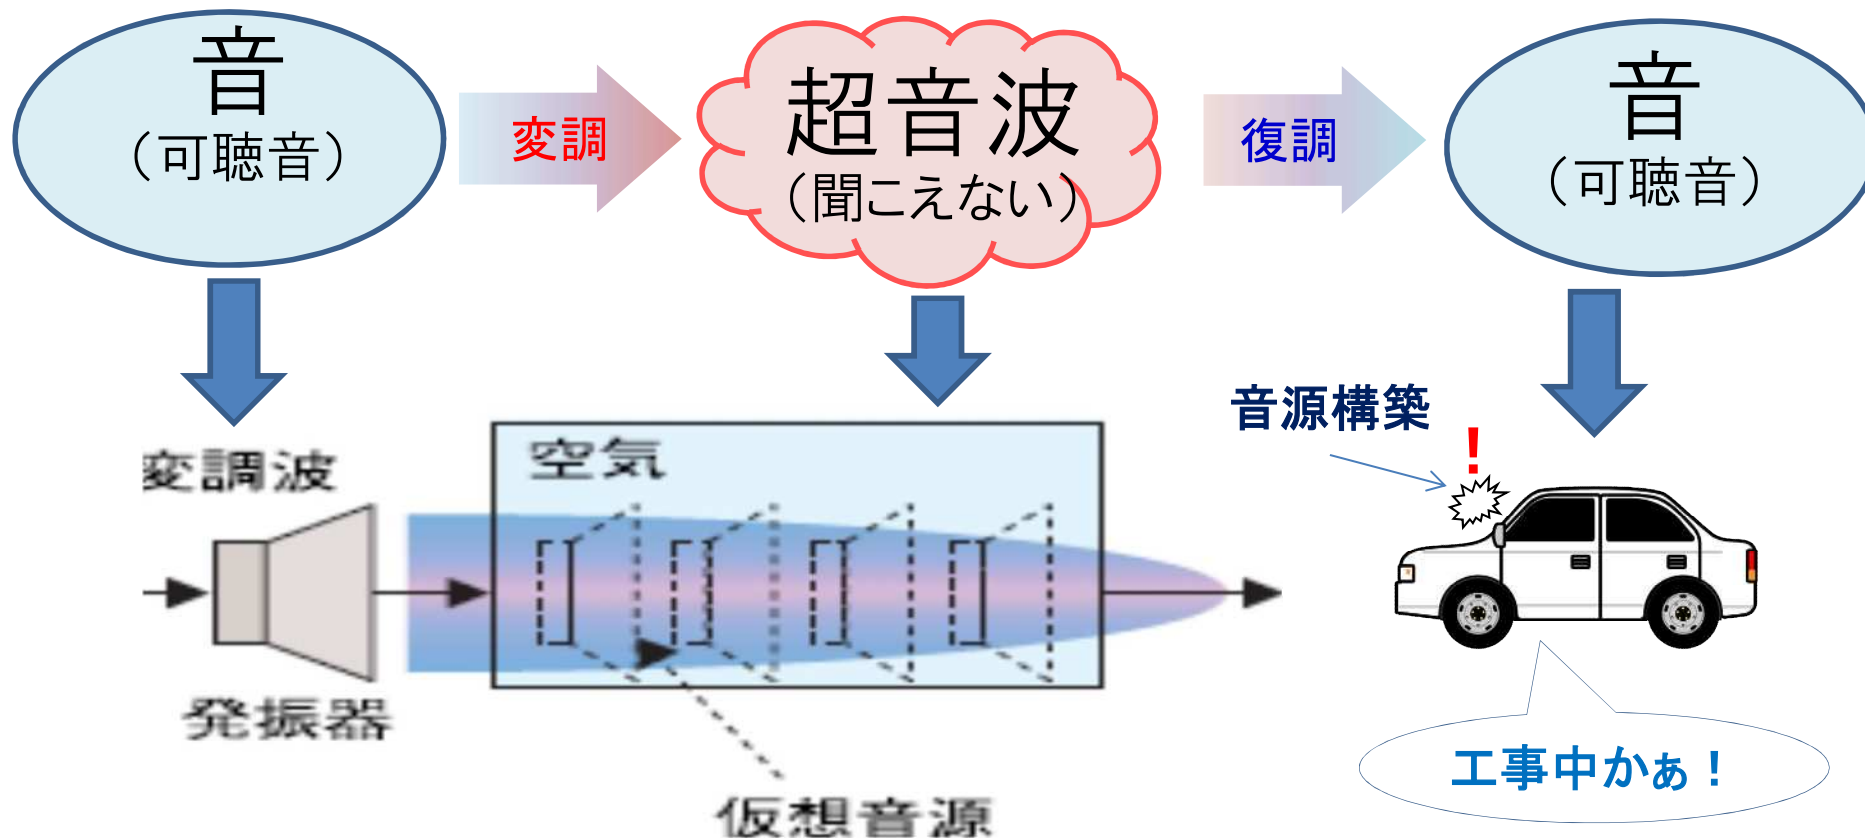 音
（可聴音）
変調
超音波
（聞こえない）
復調
音
（可聴音）
変調波
空気
音源構築
！
発振器
仮想音源
工事中かぁ！